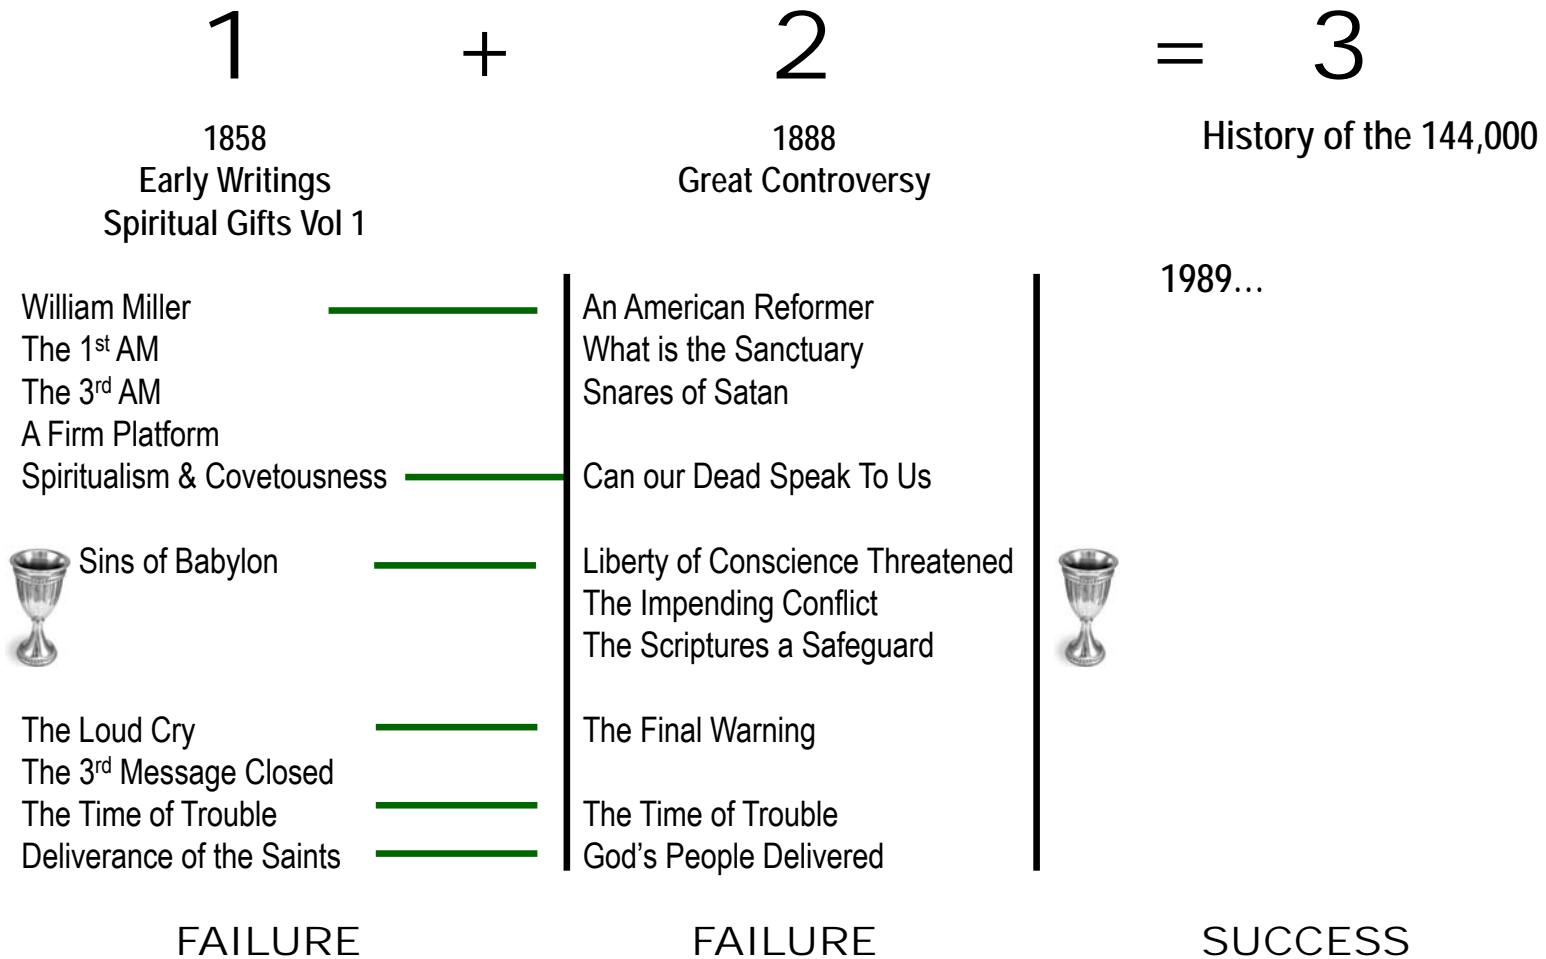 1 + 2 = 3
1858
Early Writings
Spiritual Gifts Vol 1
1888
Great Controversy
History of the 144,000
William Miller
The 1st AM
The 3rd AM
A Firm Platform
Spiritualism & Covetousness
Sins of Babylon
The Loud Cry
The 3rd Message Closed
The Time of Trouble
Deliverance of the Saints
An American Reformer
What is the Sanctuary
Snares of Satan
Can our Dead Speak To Us
Liberty of Conscience Threatened
The Impending Conflict
The Scriptures a Safeguard
The Final Warning
The Time of Trouble
God’s People Delivered
1989…
FAILURE
FAILURE
SUCCESS